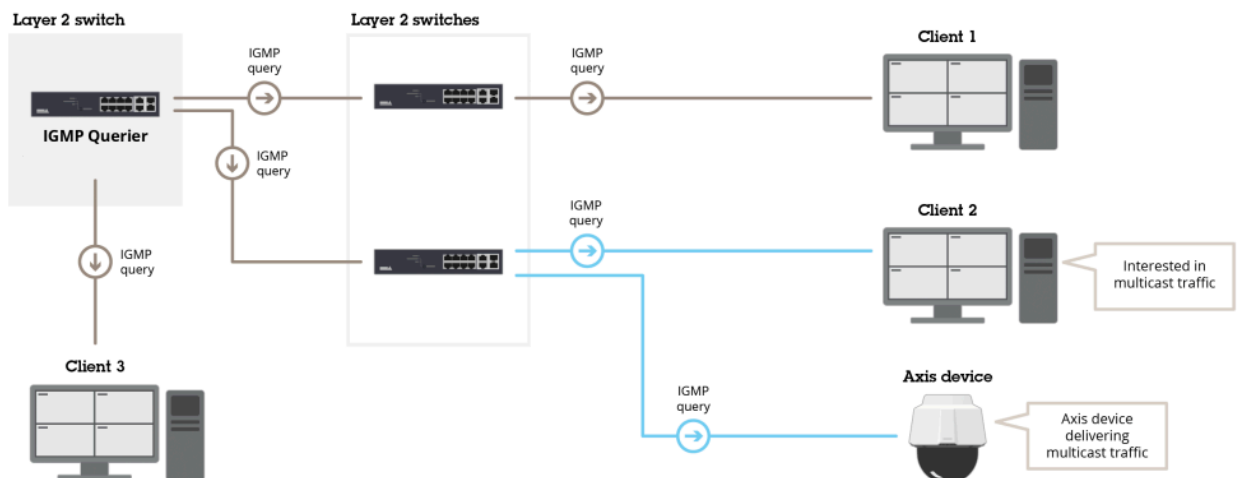 Layer 2 switch
Layer 2 switches
IGMP
query
IGMP
query
Client 1
IGMP Querier
IGMP
query
IGMP
query
Client 2
IGMP
query
Interested in
multicast traffic
Client 3
IGMP
query
Axis device
Axis device
delivering
multicast traffic